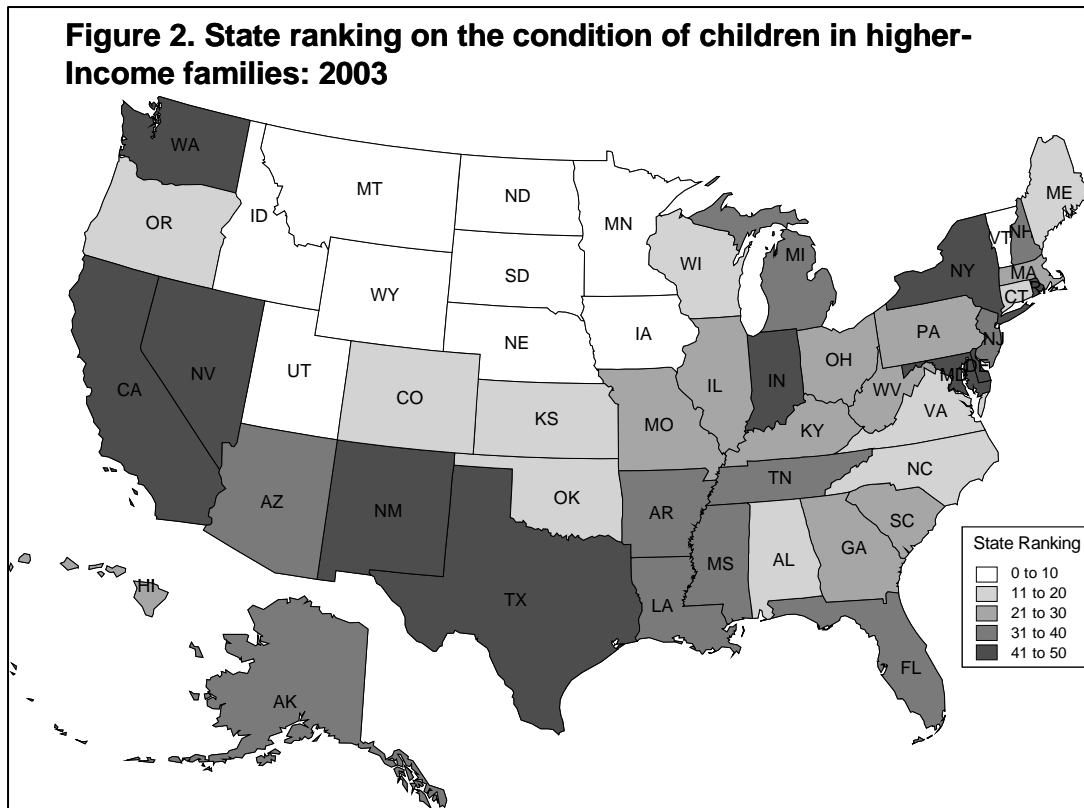 Figure 2. State ranking on the condition of children in higher-
Income families: 2003
WA
MT
ND
MN
ME
OR
ID
VT
NH
WI
MI
NY
MA
SD
WY
CT
RI
IA
PA
NJ
NE
OH
NV
UT
IL
IN
DE
MD
CA
CO
WV
VA
KS
MO
KY
NC
TN
OK
AZ
NM
AR
SC
GA
MS
AL
State Ranking
0 to 10
11 to 20
21 to 30
31 to 40
41 to 50
HI
TX
LA
FL
AK